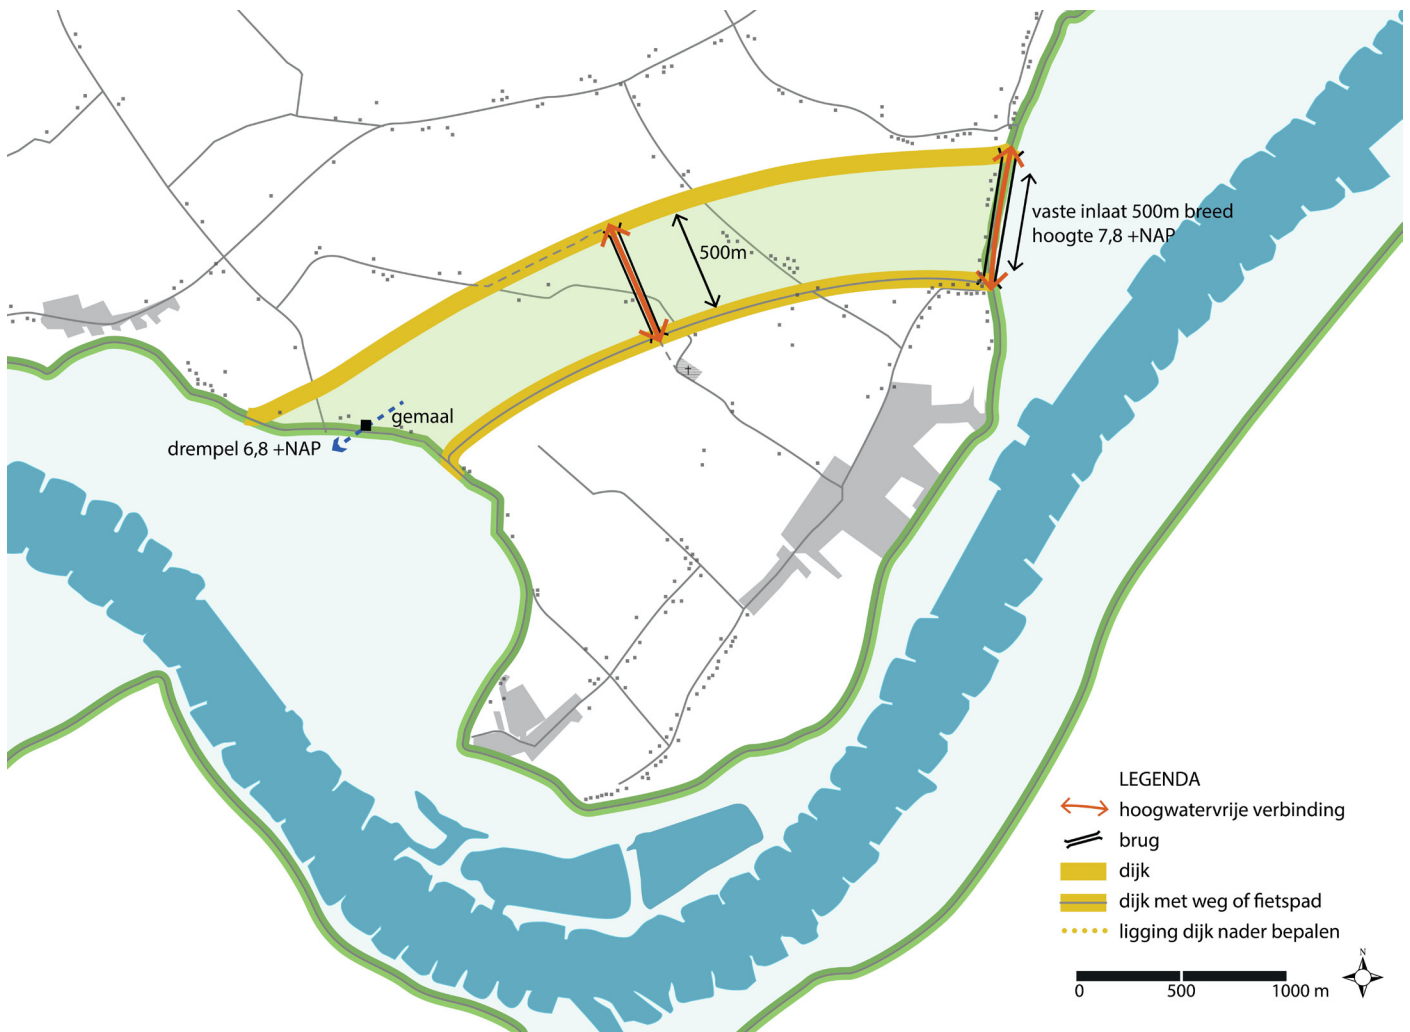 vaste inlaat 500m breed
hoogte 7,8 +NAP
500m
gemaal
drempel 6,8 +NAP
LEGENDA
hoogwatervrije verbinding
brug
dijk
dijk met weg of fietspad
ligging dijk nader bepalen
N
0 500 1000 m